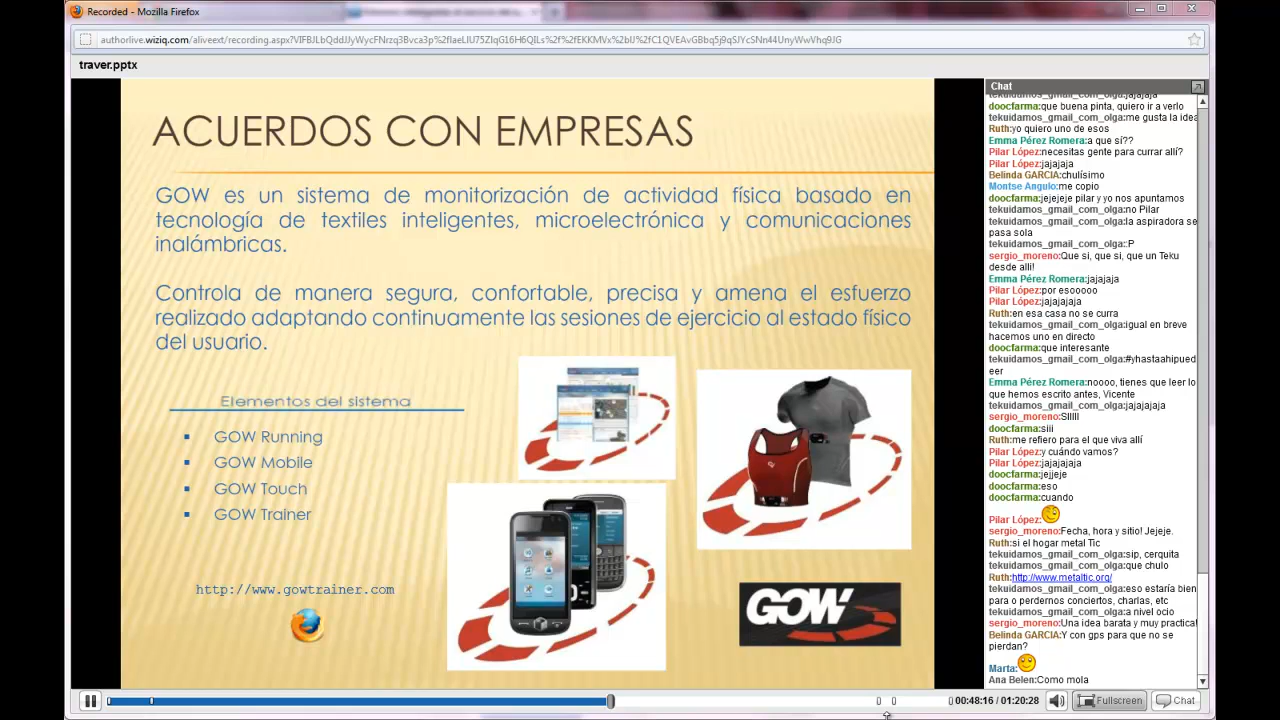 Recorded - Mozilla Firefox
authorlive.wiziq.com/aliveext/recording.aspx?
traver.pptx
ACUERDOS CON EMPRESAS
GOW es un sistema de monitorización de actividad física basado en
tecnología de textiles inteligentes, microelectrónica y comunicaciones
inalámbricas.
Controla de manera segura, confortable, precisa y amena el esfuerzo
realizado adaptando continuamente las sesiones de ejercicio al estado físico
del usuario.
Elementos del sistema
▪ GOW Running
▪ GOW Mobile
▪ GOW Touch
▪ GOW Trainer
http://www.gowtrainer.com
GOW
Chat
tekuidamos_gmail_com_olga:jajajaja
doocfarma:que buena pinta, quiero ir a verlo
tekuidamos_gmail_com_olga:me gusta la idea
Ruth:yo quiero uno de esos
Emma Pérez Romera:a que sí??
Pilar López:necesitas gente para currar allí?
Pilar López:jajajaja
Belinda GARCIA:chulísimo
Montse Angulo:me copio
doocfarma:jejejeje pilar y yo nos apuntamos
tekuidamos_gmail_com_olga:no Pilar
tekuidamos_gmail_com_olga:la aspiradora se
pasa sola
tekuidamos_gmail_com_olga::P
sergio_moreno:Que si, que si, que un Teku
desde alli!
Emma Pérez Romera:jajajaja
Pilar López:por esooooo
Pilar López:jajajajaja
Ruth:en esa casa no se curra
tekuidamos_gmail_com_olga:igual en breve
hacemos uno en directo
doocfarma:que interesante
tekuidamos_gmail_com_olga:#yhastaahipued
eer
Emma Pérez Romera:noooo, tienes que leer lo
que hemos escrito antes, Vicente
tekuidamos_gmail_com_olga:jajajajaja
sergio_moreno:SIIIII
doocfarma:siii
Ruth:me refiero para el que viva allí
Pilar López:y cuándo vamos?
Pilar López:jajajajaja
doocfarma:jejjeje
doocfarma:eso
doocfarma:cuando
Pilar López:
sergio_moreno:Fecha, hora y sitio! Jejeje.
Ruth:si el hogar metal Tic
tekuidamos_gmail_com_olga:sip, cerquita
tekuidamos_gmail_com_olga:que chulo
Ruth:http://www.metaltic.org/
tekuidamos_gmail_com_olga:eso estaría bien
para o perdernos conciertos, charlas, etc
tekuidamos_gmail_com_olga:a nivel ocio
sergio_moreno:Una idea barata y muy practica!
Belinda GARCIA:Y con gps para que no se
pierdan?
Marta:
Ana Belen:Como mola
00:48:16 / 01:20:28
Fullscreen
Chat